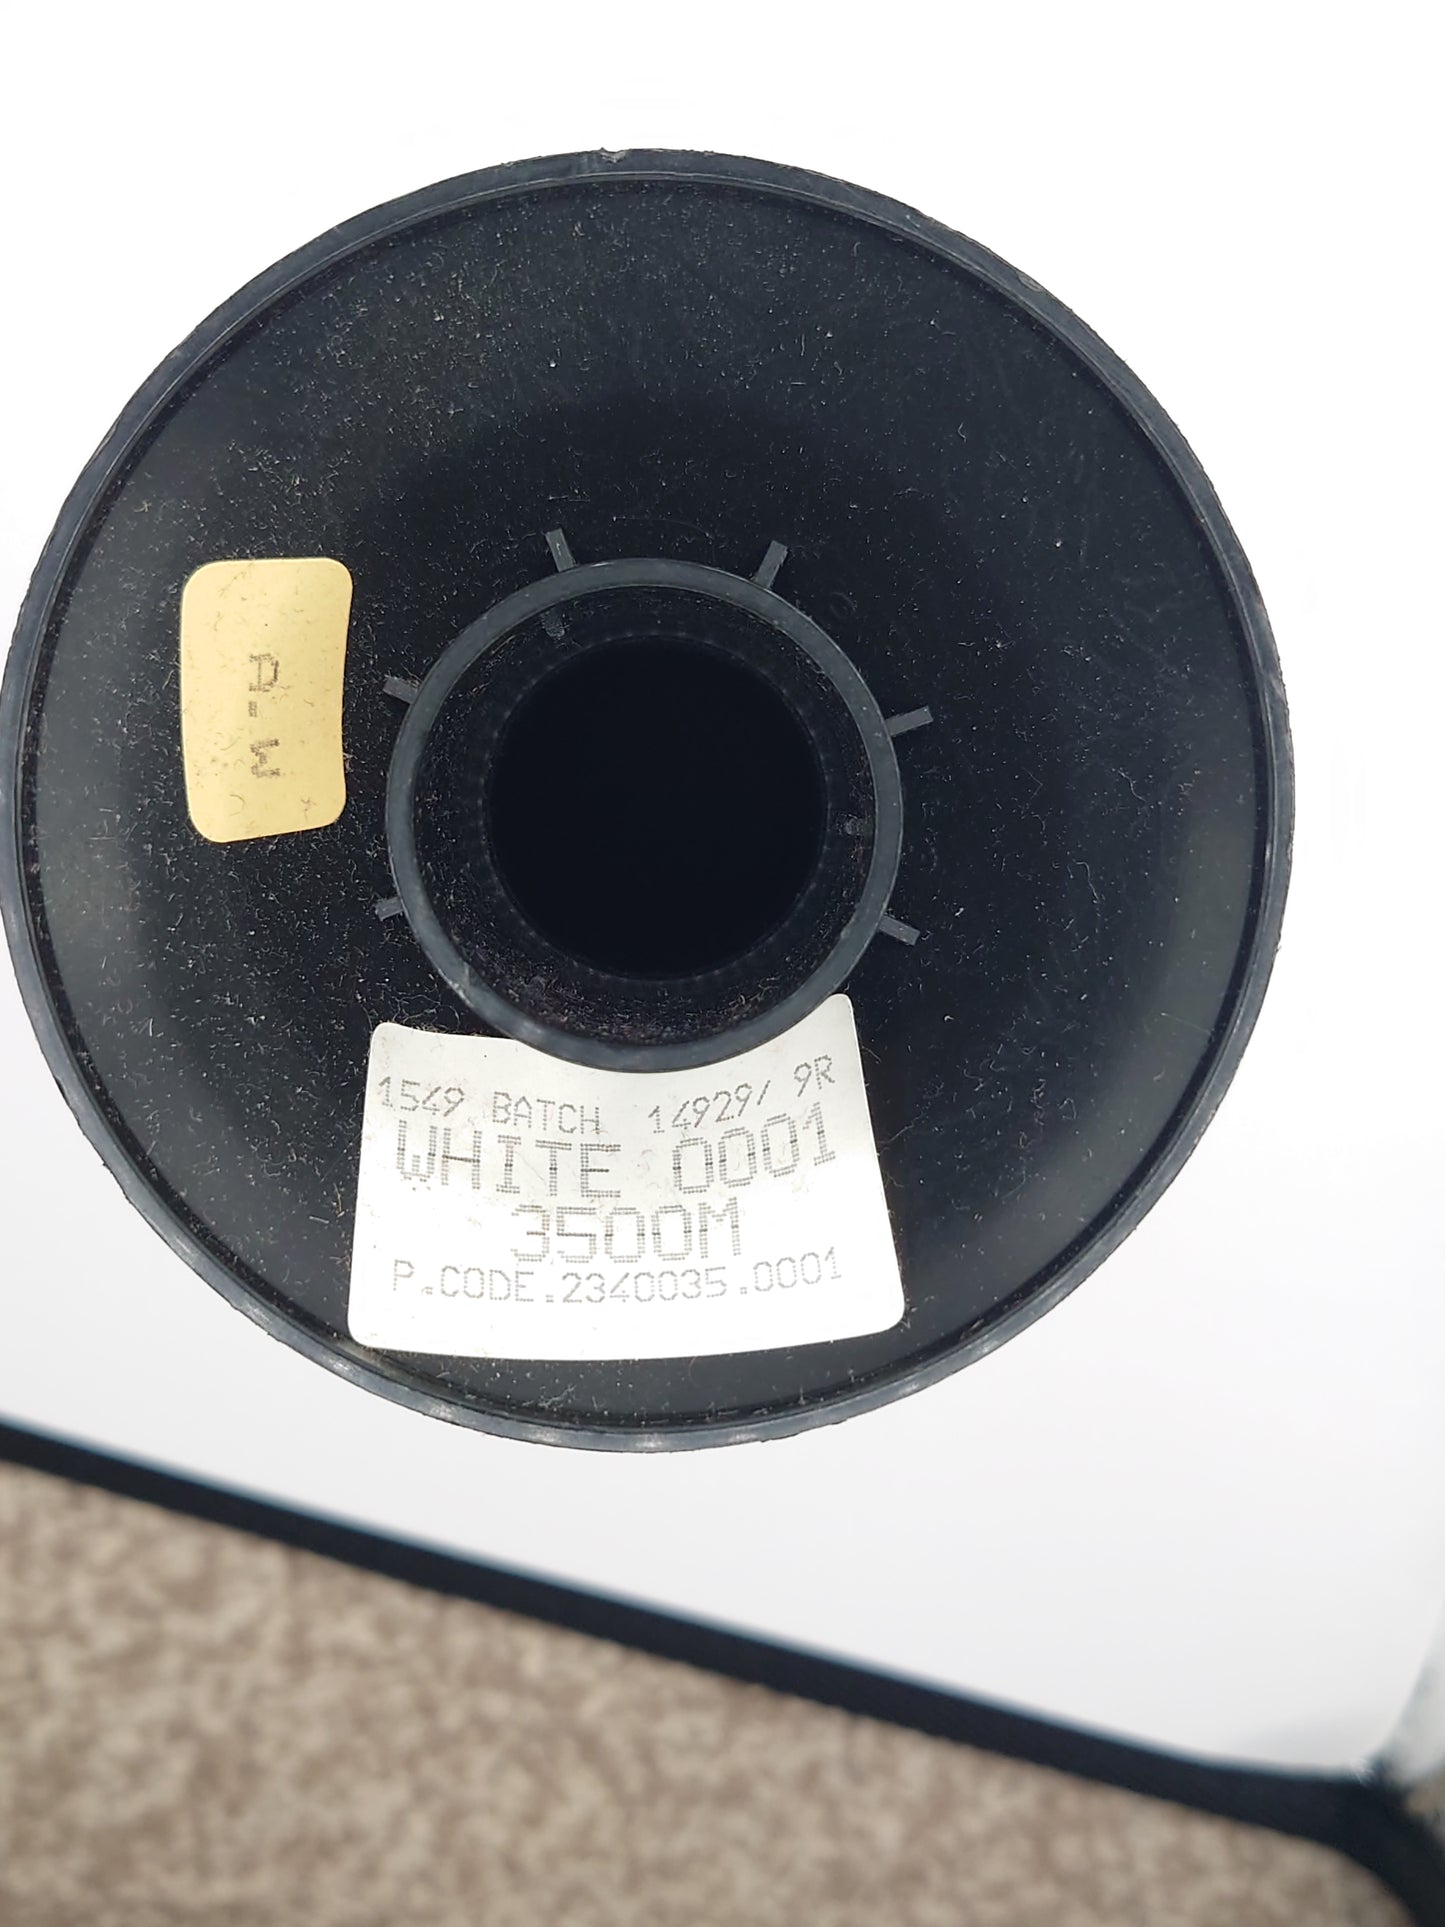 A.W
1549 BATCH 14929/ 9R
WHITE 0001
3500M
P.CODE.2340035.0001